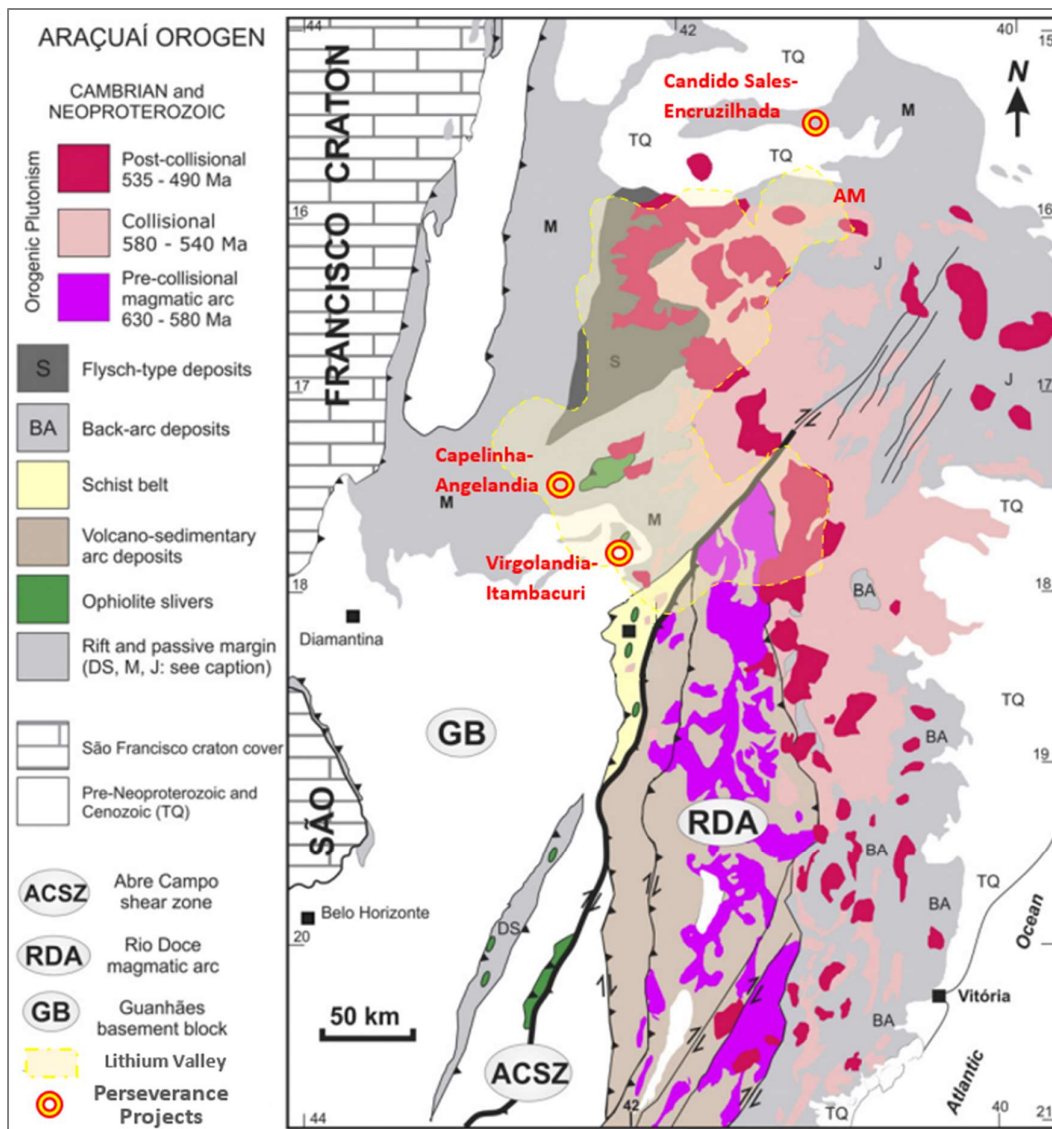 ARAÇUAÍ OROGEN
CAMBRIAN and
NEOPROTEROZOIC
Orogenic Plutonism
Post-collisional
535 - 490 Ma
Collisional
580 - 540 Ma
Pre-collisional
magmatic arc
630 - 580 Ma
S
Flysch-type deposits
BA
Back-arc deposits
Schist belt
Volcano-sedimentary
arc deposits
Ophiolite slivers
Rift and passive margin
(DS, M, J: see caption)
São Francisco craton cover
Pre-Neoproterozoic and
Cenozoic (TQ)
ACSZ
Abre Campo
shear zone
RDA
Rio Doce
magmatic arc
GB
Guanhães
basement block
Lithium Valley
Perseverance
Projects
44
42
40
15
N
TQ
TQ
Candido Sales-
Encruzilhada
M
TQ
TQ
AM
16
16
M
J
SÃO FRANCISCO CRATON
S
17
17
J
Capelinha-
Angelandia
M
M
TQ
Virgolandia-
Itambacuri
18
18
BA
Diamantina
TQ
GB
BA
19
RDA
BA
TQ
BA
Belo Horizonte
20
DS
Ocean
Vitória
50 km
BA
ACSZ
Atlantic
TQ
44
42
40
21